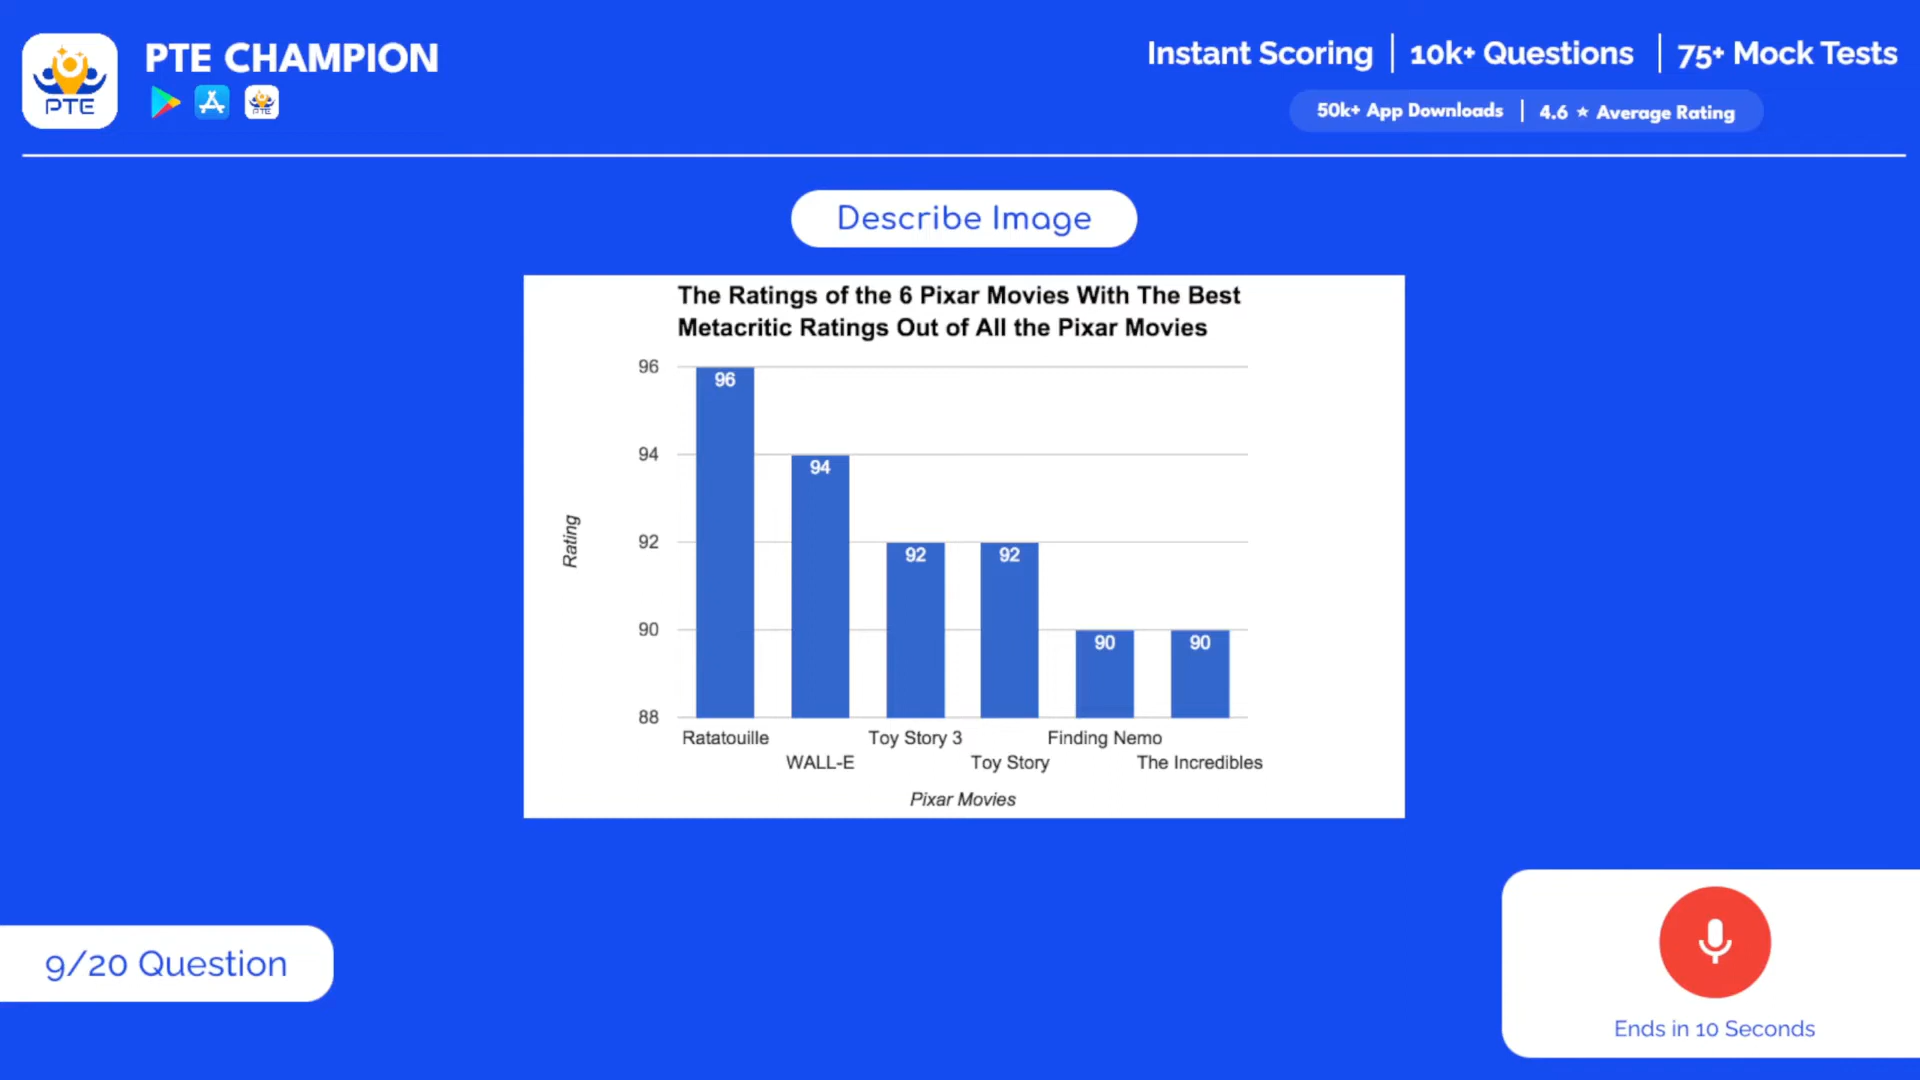 PTE CHAMPION
PTE
PTE
Instant Scoring | 10k+ Questions | 75+ Mock Tests
50k+ App Downloads | 4.6 ★ Average Rating
Describe Image
The Ratings of the 6 Pixar Movies With The Best
Metacritic Ratings Out of All the Pixar Movies
96
94
92
90
88
Rating
96
94
92
92
90
90
Ratatouille
WALL-E
Toy Story 3
Toy Story
Finding Nemo
The Incredibles
Pixar Movies
9/20 Question
Ends in 10 Seconds